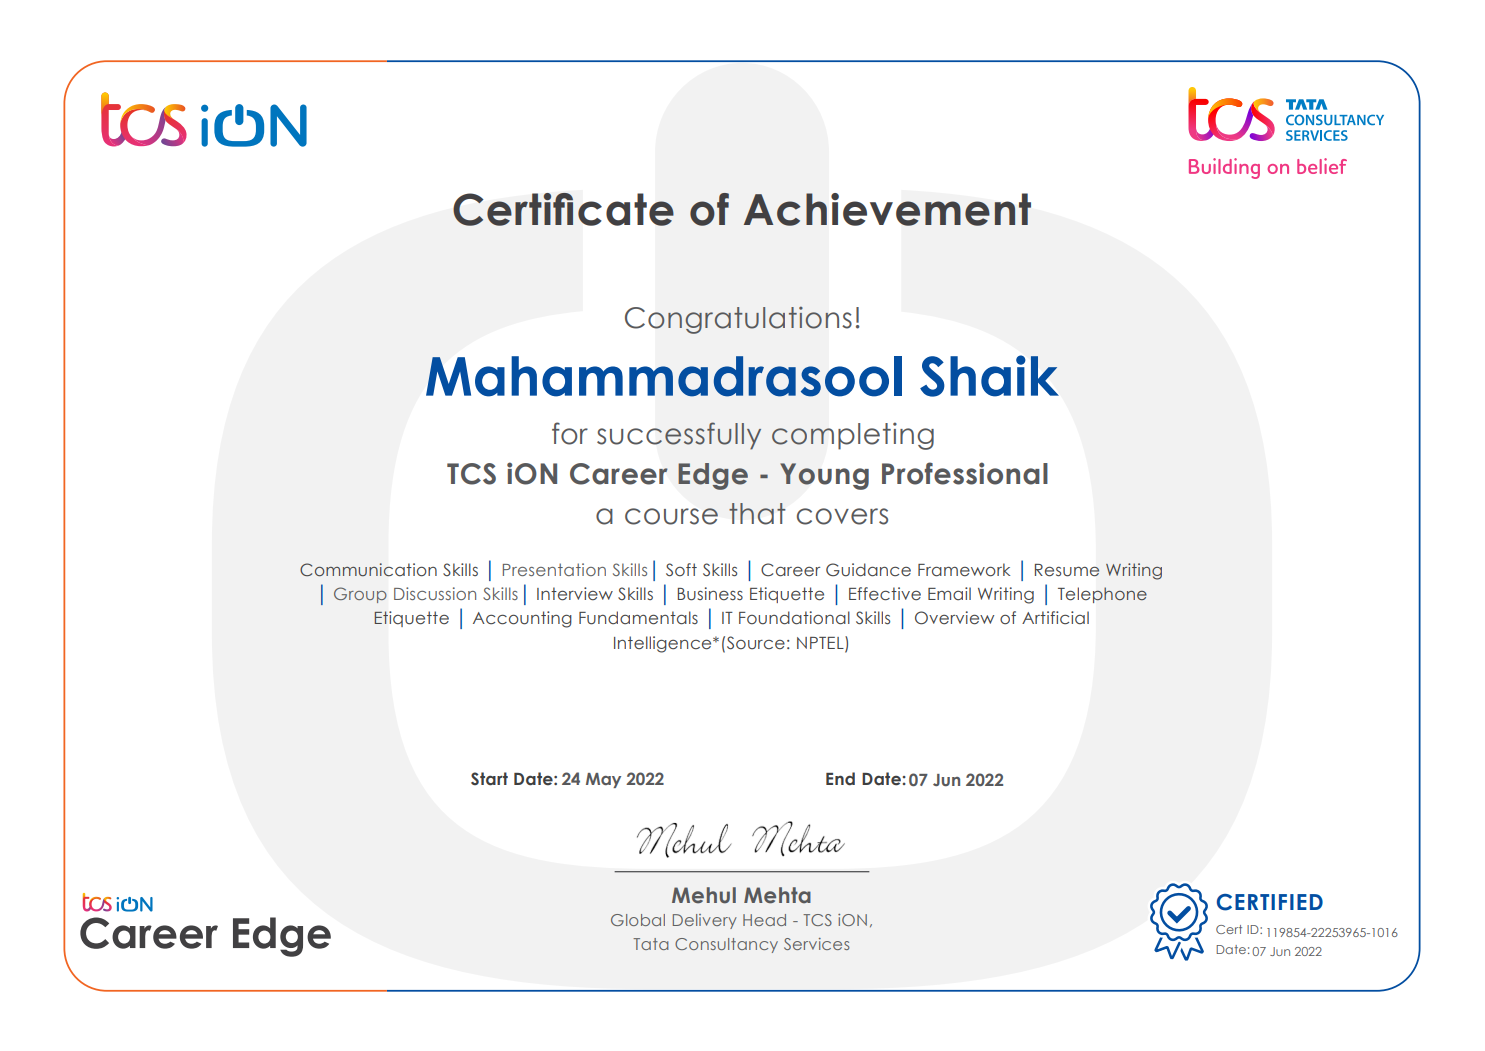 tcs iON
tcs TATA
CONSULTANCY
SERVICES
Building on belief
Certificate of Achievement
Congratulations!
Mahammadrasool Shaik
for successfully completing
TCS iON Career Edge - Young Professional
a course that covers
Communication Skills | Presentation Skills | Soft Skills | Career Guidance Framework | Resume Writing
| Group Discussion Skills | Interview Skills | Business Etiquette | Effective Email Writing | Telephone
Etiquette | Accounting Fundamentals | IT Foundational Skills | Overview of Artificial
Intelligence*(Source: NPTEL)
Start Date: 24 May 2022 End Date: 07 Jun 2022
Mehul Mehta
Mehul Mehta
Global Delivery Head - TCS iON,
Tata Consultancy Services
tcs iON
Career Edge
CERTIFIED
Cert ID: 119854-22253965-1016
Date: 07 Jun 2022